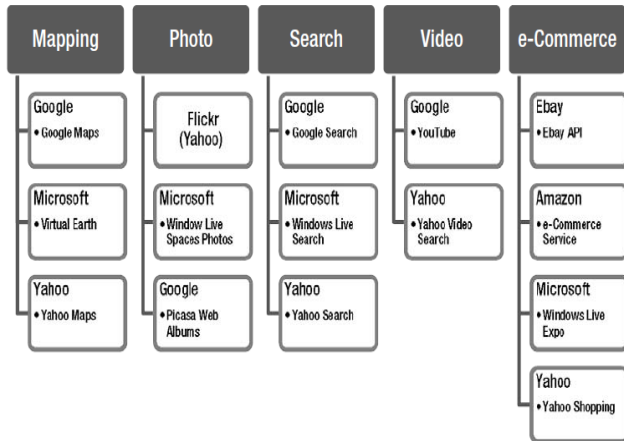 Mapping
Google
• Google Maps
Microsoft
• Virtual Earth
Yahoo
• Yahoo Maps
Photo
Flickr
(Yahoo)
Microsoft
• Window Live
Spaces Photos
Google
• Picasa Web
Albums
Search
Google
• Google Search
Microsoft
• Windows Live
Search
Yahoo
• Yahoo Search
Video
Google
• YouTube
Yahoo
• Yahoo Video
Search
e-Commerce
Ebay
• Ebay API
Amazon
• e-Commerce
Service
Microsoft
• Windows Live
Expo
Yahoo
• Yahoo Shopping